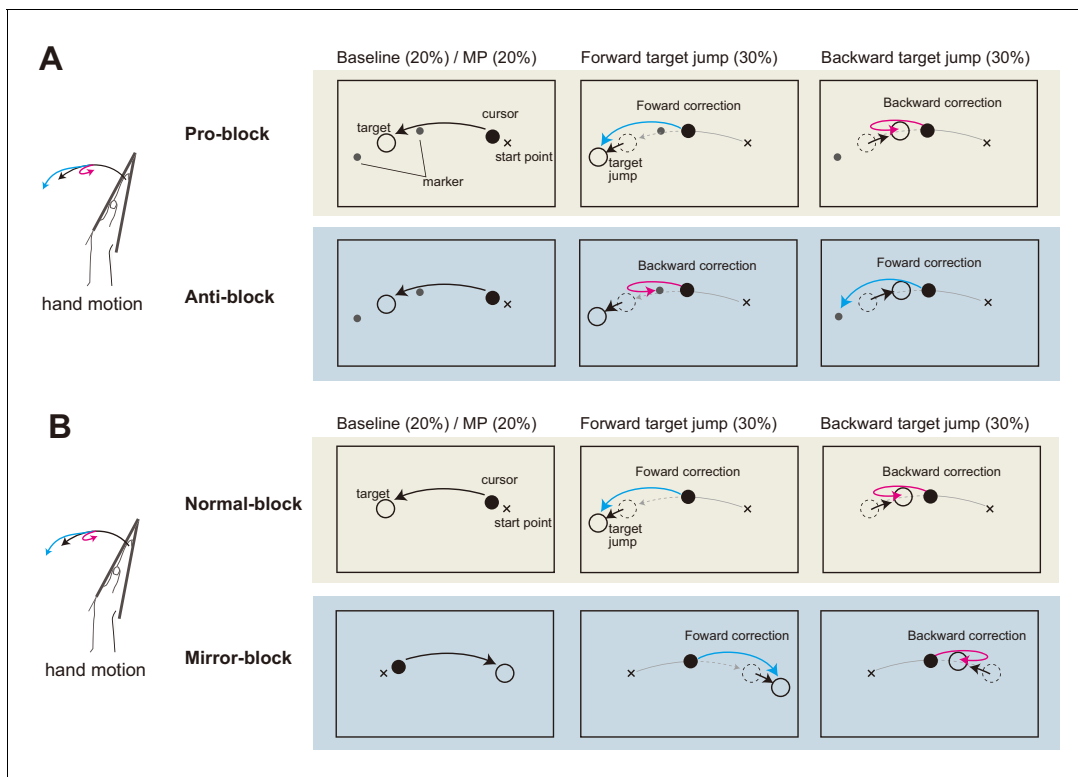 A
Baseline (20%) / MP (20%)
Forward target jump (30%)
Backward target jump (30%)
Pro-block
target
cursor
start point
marker
Foward correction
target
jump
Backward correction
hand motion
Anti-block
Backward correction
Foward correction
B
Baseline (20%) / MP (20%)
Forward target jump (30%)
Backward target jump (30%)
Normal-block
target
cursor
start point
Foward correction
target
jump
Backward correction
hand motion
Mirror-block
Foward correction
Backward correction